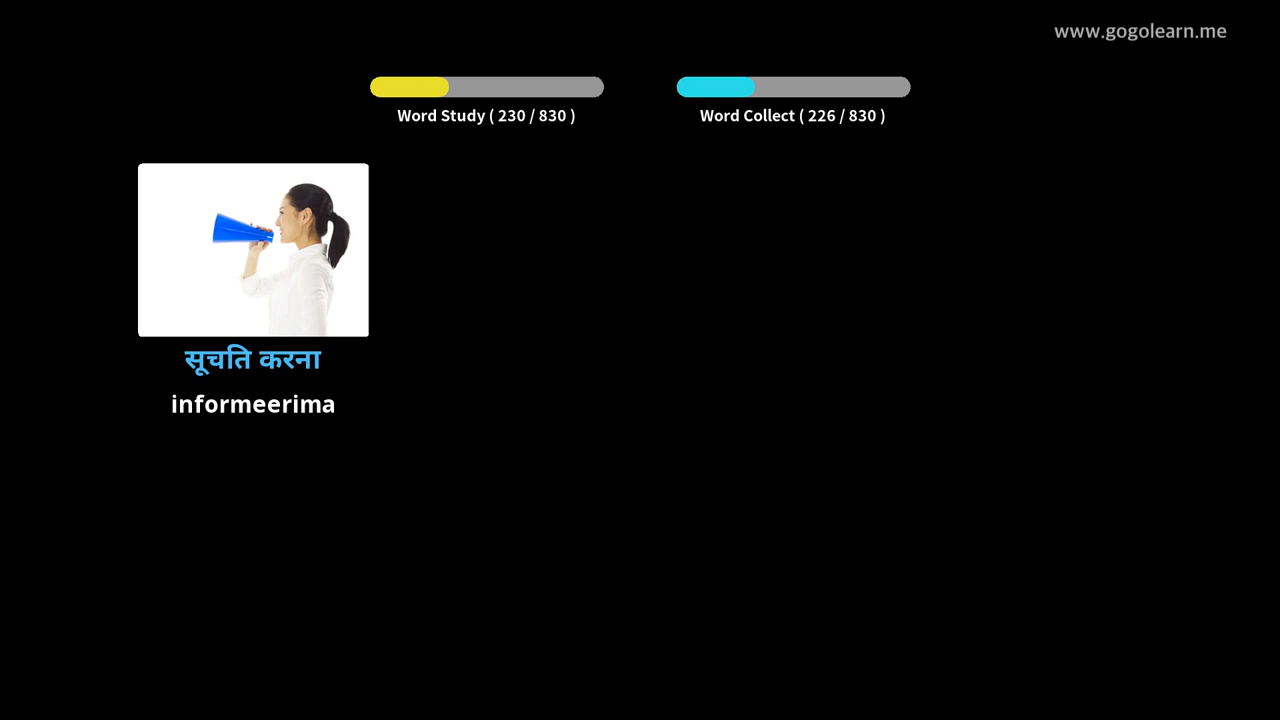 www.gogolearn.me
Word Study ( 230 / 830 )
Word Collect ( 226 / 830 )
सूचति करना
informeerima